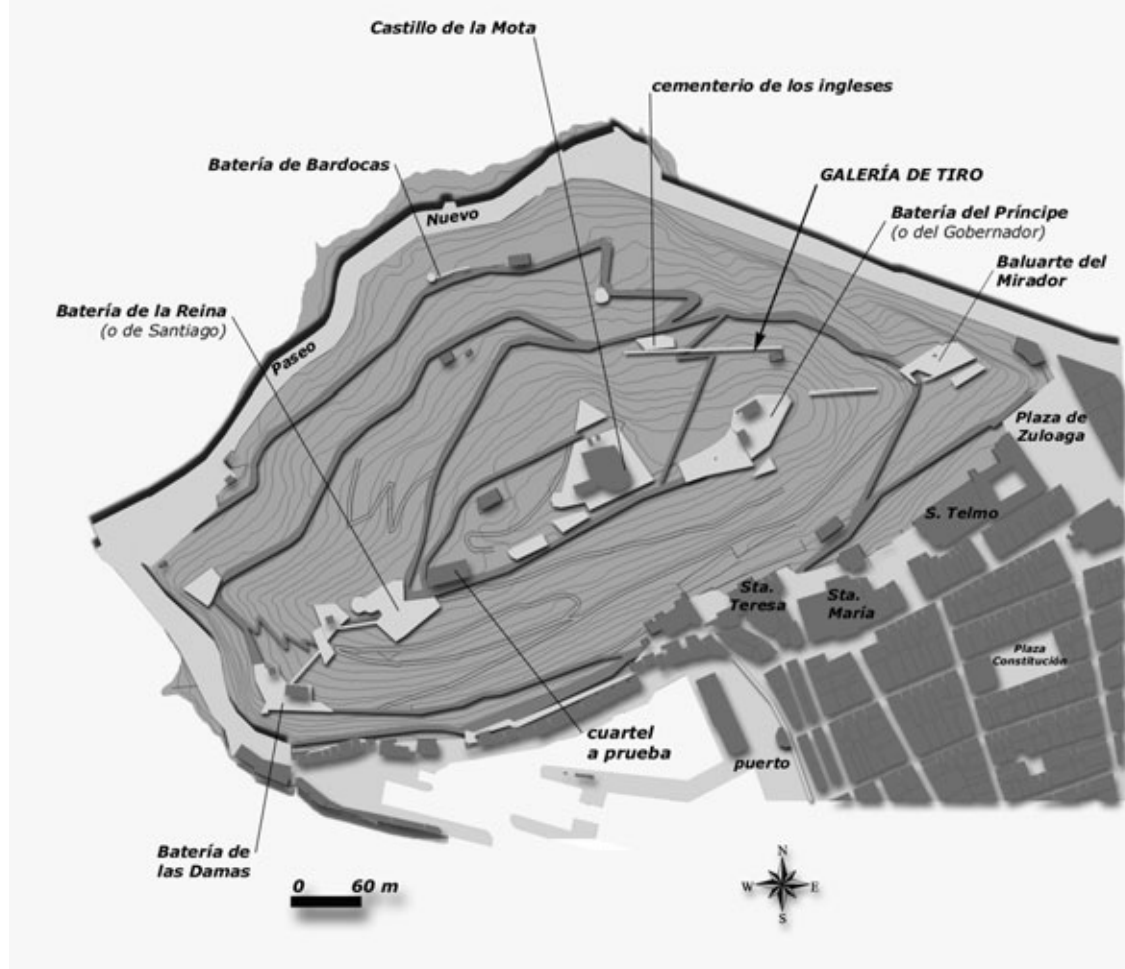 Castillo de la Mota
cementerio de los ingleses
Batería de Bardocas
GALERÍA DE TIRO
Nuevo
Batería del Príncipe
(o del Gobernador)
Baluarte del
Mirador
Batería de la Reina
(o de Santiago)
Paseo
Plaza de
Zuloaga
S. Telmo
Sta.
Teresa
Sta.
María
Plaza
Constitución
cuartel
a prueba
puerto
Batería de
las Damas
0 60 m
N
W E
S